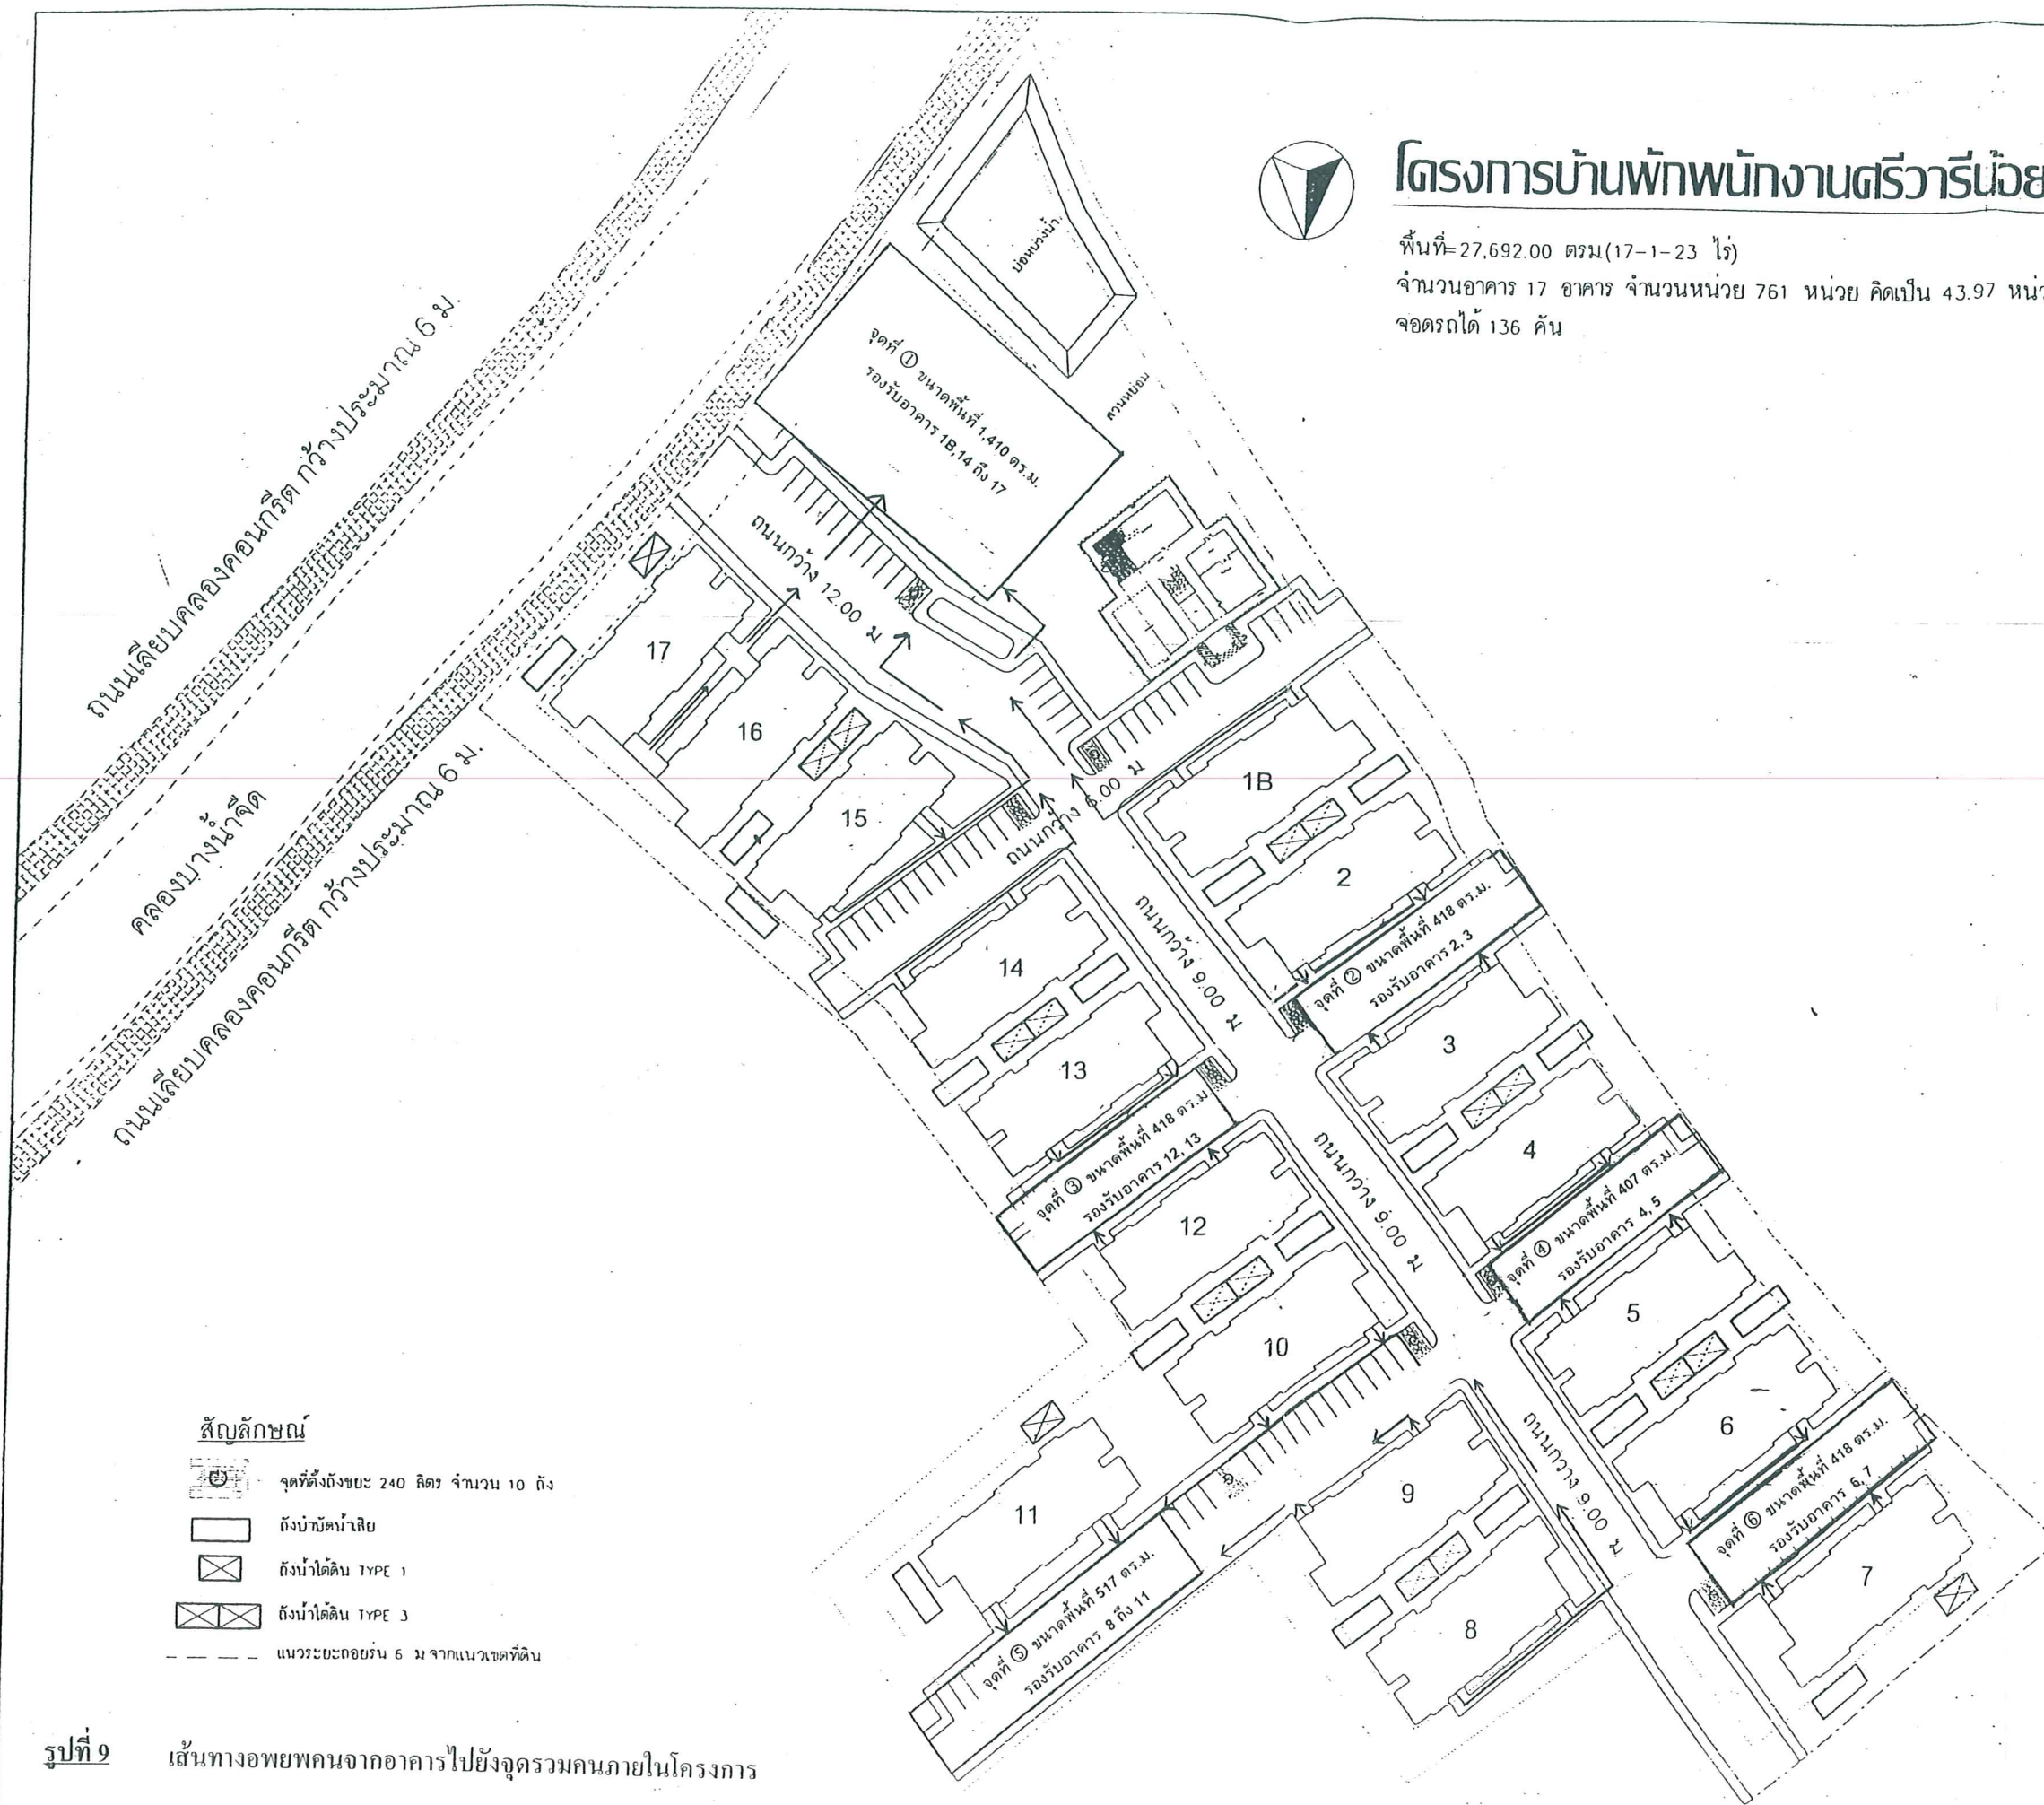 โครงการบ้านพักพนักงานศรีวารีน้อย
พื้นที่=27,692.00 ตรม(17-1-23 ไร่)
จำนวนอาคาร 17 อาคาร จำนวนหน่วย 761 หน่วย คิดเป็น 43.97
จอดรถได้ 136 คัน
บ่อหน่วงน้ำ
สวนหย่อม
ถนนเลียบคลองคอนกรีต กว้างประมาณ 6 ม.
คลองบางน้ำจืด
ถนนเลียบคลองคอนกรีต กว้างประมาณ 6 ม.
จุดที่ ① ขนาดพื้นที่ 1,410 ตร.ม.
รองรับอาคาร 1B,14 ถึง 17
ถนนกว้าง 12.00 ม
17
16
15
ถนนกว้าง 6.00 ม
1B
2
จุดที่ ② ขนาดพื้นที่ 418 ตร.ม.
รองรับอาคาร 2, 3
ถนนกว้าง 9.00 ม
14
13
3
4
จุดที่ ③ ขนาดพื้นที่ 418 ตร.ม
รองรับอาคาร 12, 13
ถนนกว้าง 9.00 ม
จุดที่ ④ ขนาดพื้นที่ 407 ตร.ม.
รองรับอาคาร 4, 5
12
10
5
6
จุดที่ ⑥ ขนาดพื้นที่ 418 ตร.ม.
รองรับอาคาร 6, 7
ถนนกว้าง 9.00 ม
11
9
8
7
จุดที่ ⑤ ขนาดพื้นที่ 517 ตร.ม.
รองรับอาคาร 8 ถึง 11
สัญลักษณ์
จุดที่ตั้งถังขยะ 240 ลิตร จำนวน 10 ถัง
ถังบำบัดน้ำเสีย
ถังน้ำใต้ดิน TYPE 1
ถังน้ำใต้ดิน TYPE 3
แนวระยะถอยร่น 6 ม จากแนวเขตที่ดิน
รูปที่ 9 เส้นทางอพยพคนจากอาคารไปยังจุดรวมคนภายในโครงการ